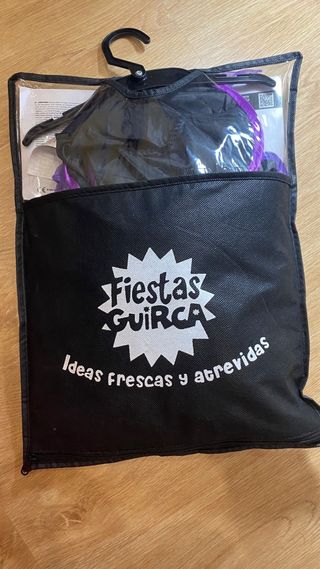 Fiestas
GUiRCA
Ideas frescas y atrevidas